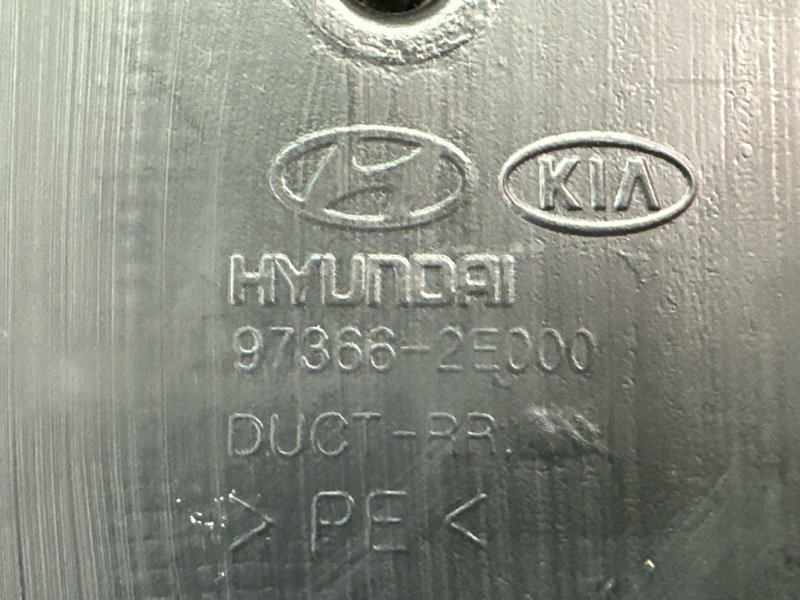 KIA
HYUNDAI
97366-2E000
DUCT-RR
>PE<